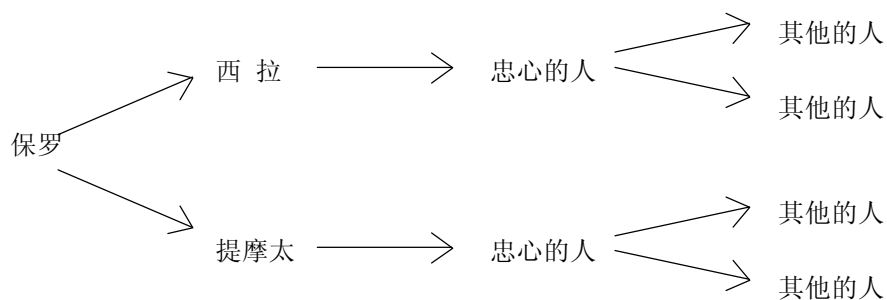 其他的人
西 拉
忠心的人
其他的人
保罗
其他的人
提摩太
忠心的人
其他的人